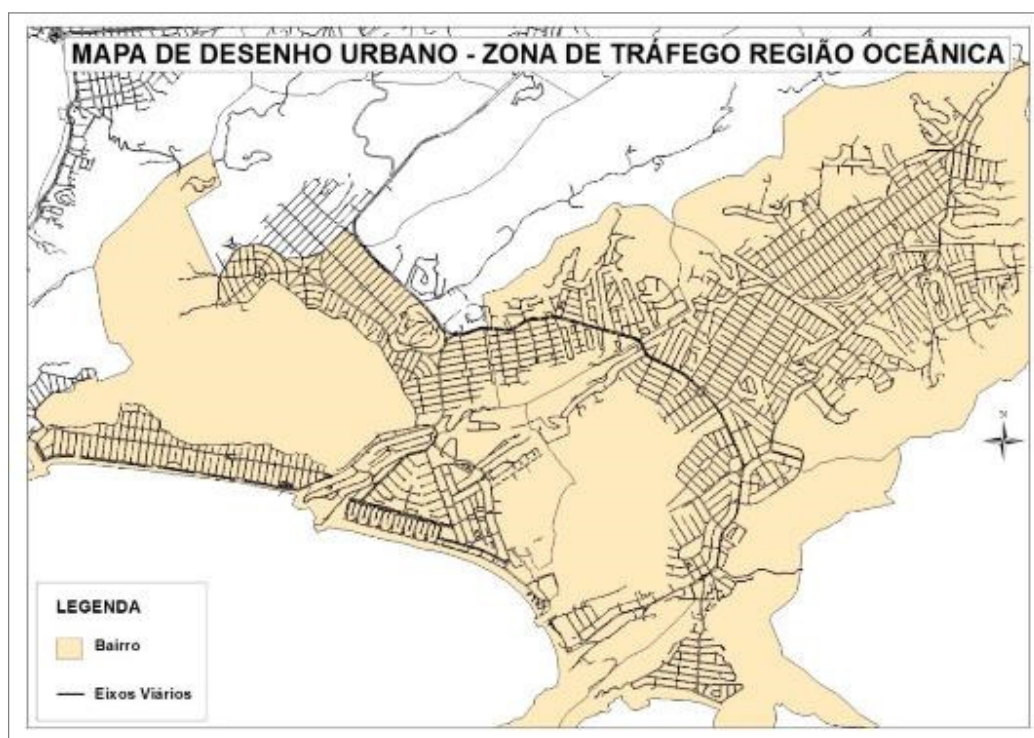 MAPA DE DESENHO URBANO - ZONA DE TRÁFEGO REGIÃO OCEÂNICA
N
LEGENDA
Bairro
Eixos Viários